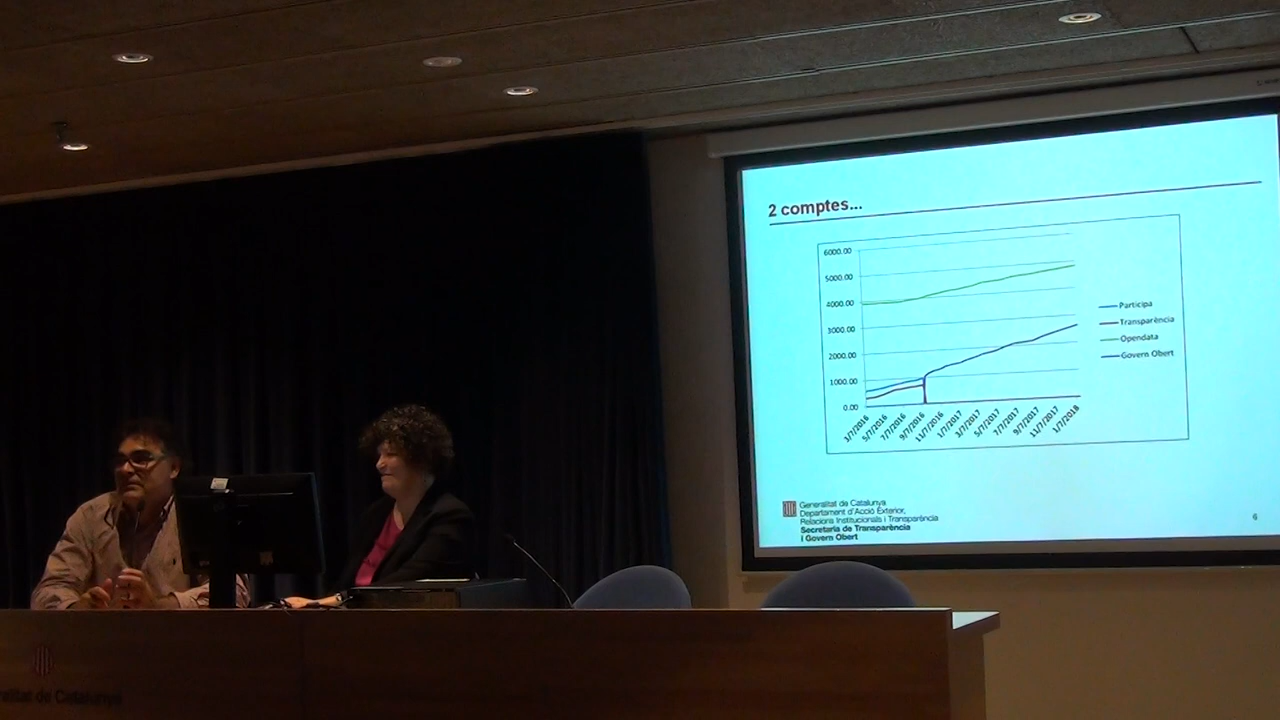 2 comptes...
6000.00
5000.00
4000.00
3000.00
2000.00
1000.00
0.00
3/7/2016
5/7/2016
7/7/2016
9/7/2016
11/7/2016
1/7/2017
3/7/2017
5/7/2017
7/7/2017
9/7/2017
11/7/2017
1/7/2018
Participa
Transparència
Opendata
Govern Obert
Generalitat de Catalunya
Departament d'Acció Exterior,
Relacions Institucionals i Transparència
Secretaria de Transparència
i Govern Obert
6
de Catalunya